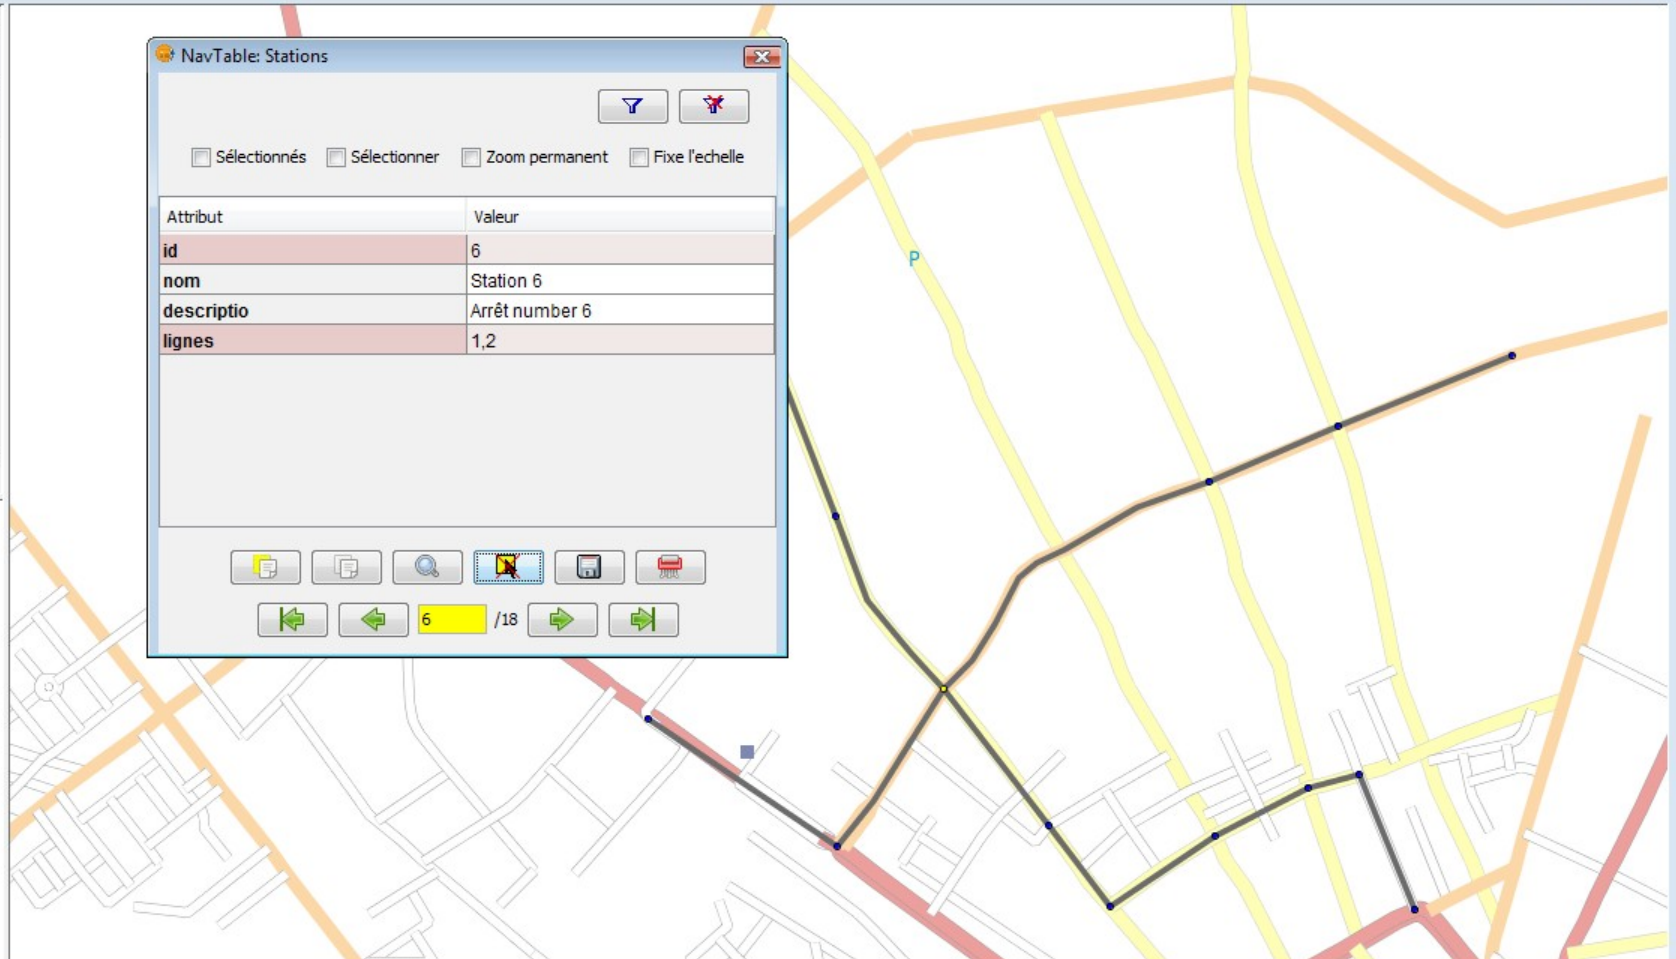 NavTable: Stations
Sélectionnés Sélectionner Zoom permanent Fixe l'echelle
Attribut Valeur
id 6
nom Station 6
descriptio Arrêt number 6
lignes 1,2
6 /18
P